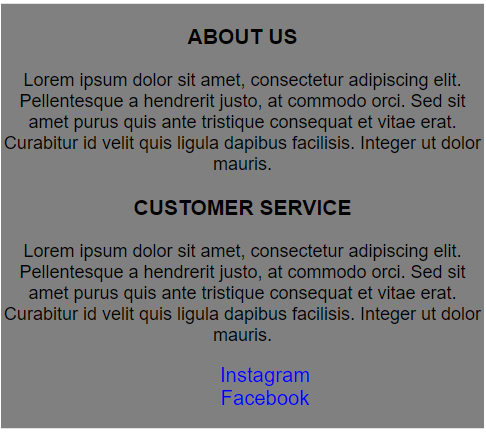 ABOUT US
Lorem ipsum dolor sit amet, consectetur adipiscing elit.
Pellentesque a hendrerit justo, at commodo orci. Sed sit
amet purus quis ante tristique consequat et vitae erat.
Curabitur id velit quis ligula dapibus facilisis. Integer ut dolor
mauris.
CUSTOMER SERVICE
Lorem ipsum dolor sit amet, consectetur adipiscing elit.
Pellentesque a hendrerit justo, at commodo orci. Sed sit
amet purus quis ante tristique consequat et vitae erat.
Curabitur id velit quis ligula dapibus facilisis. Integer ut dolor
mauris.
Instagram
Facebook